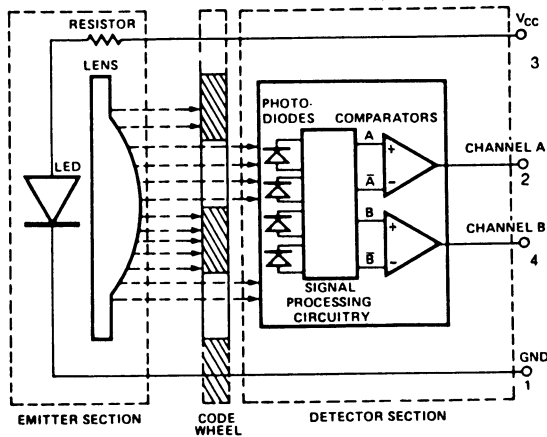 RESISTOR
LENS
LED
VCC
3
PHOTO-
DIODES
COMPARATORS
A
+
A̅
−
B
+
B̅
−
CHANNEL A
2
CHANNEL B
4
SIGNAL
PROCESSING
CIRCUITRY
GND
1
EMITTER SECTION
CODE
WHEEL
DETECTOR SECTION